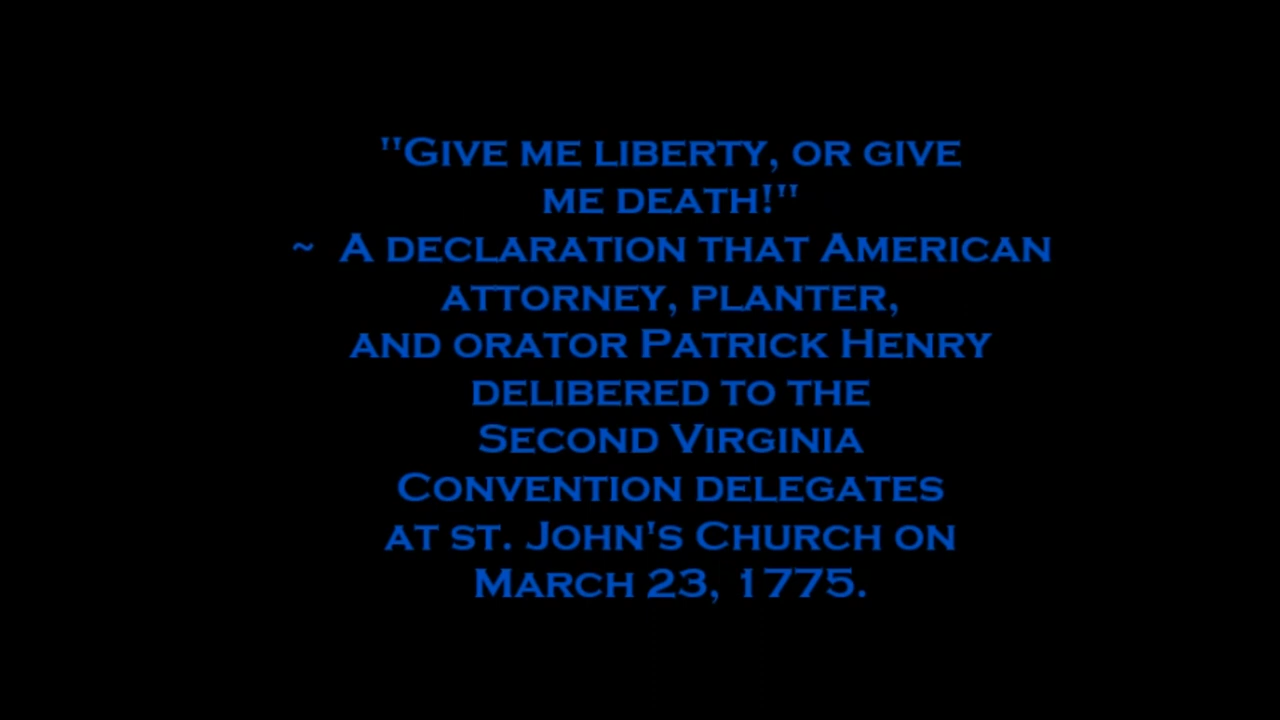 "Give me liberty, or give
me death!"
~ A declaration that American
attorney, planter,
and orator Patrick Henry
delibered to the
Second Virginia
Convention delegates
at st. John's Church on
March 23, 1775.